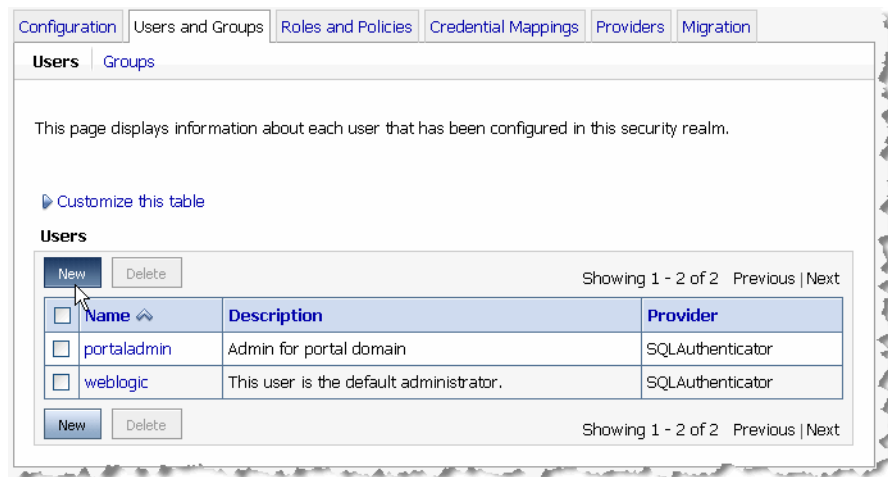 Configuration Users and Groups Roles and Policies Credential Mappings Providers Migration
Users Groups
This page displays information about each user that has been configured in this security realm.
Customize this table
Users
New Delete Showing 1 - 2 of 2 Previous | Next
Name Description Provider
portaladmin Admin for portal domain SQLAuthenticator
weblogic This user is the default administrator. SQLAuthenticator
New Delete Showing 1 - 2 of 2 Previous | Next